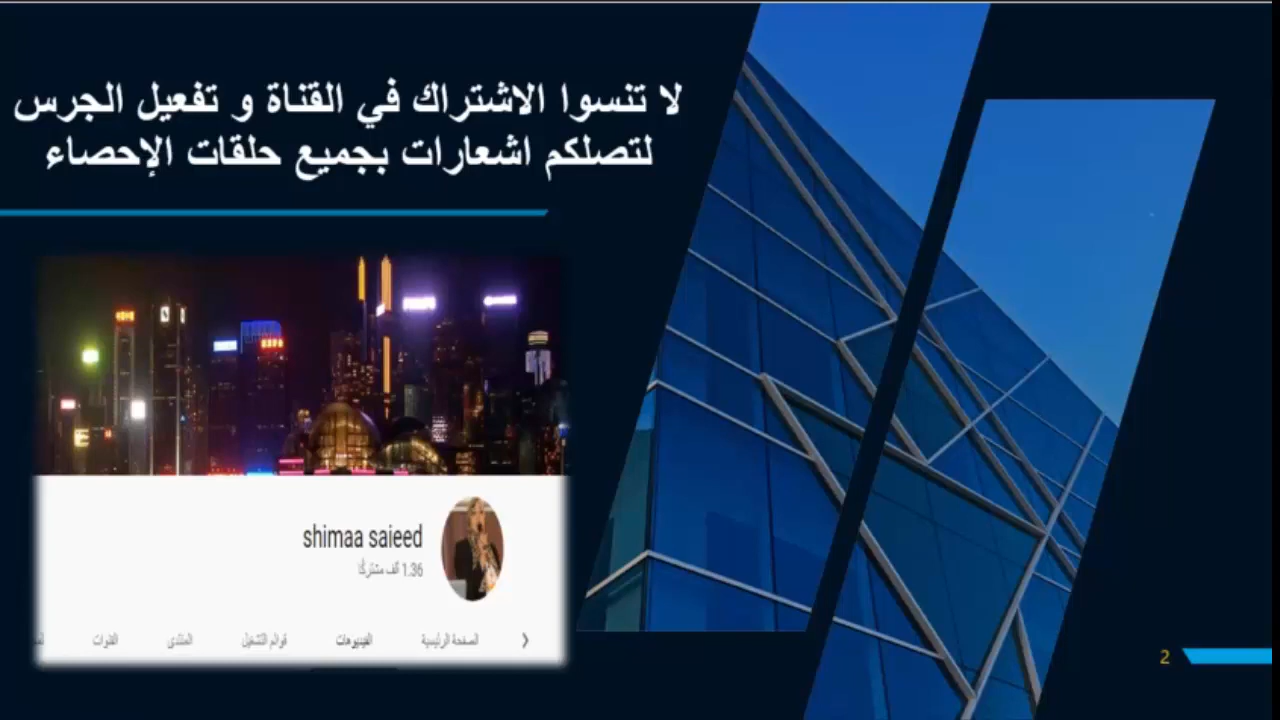 لا تنسوا الاشتراك في القناة و تفعيل الجرس
لتصلكم اشعارات بجميع حلقات الإحصاء
shimaa saieed
1.36 ألف مشتركًا
الصفحة الرئيسية
الفيديوهات
قوائم التشغيل
المنتدى
القنوات
2